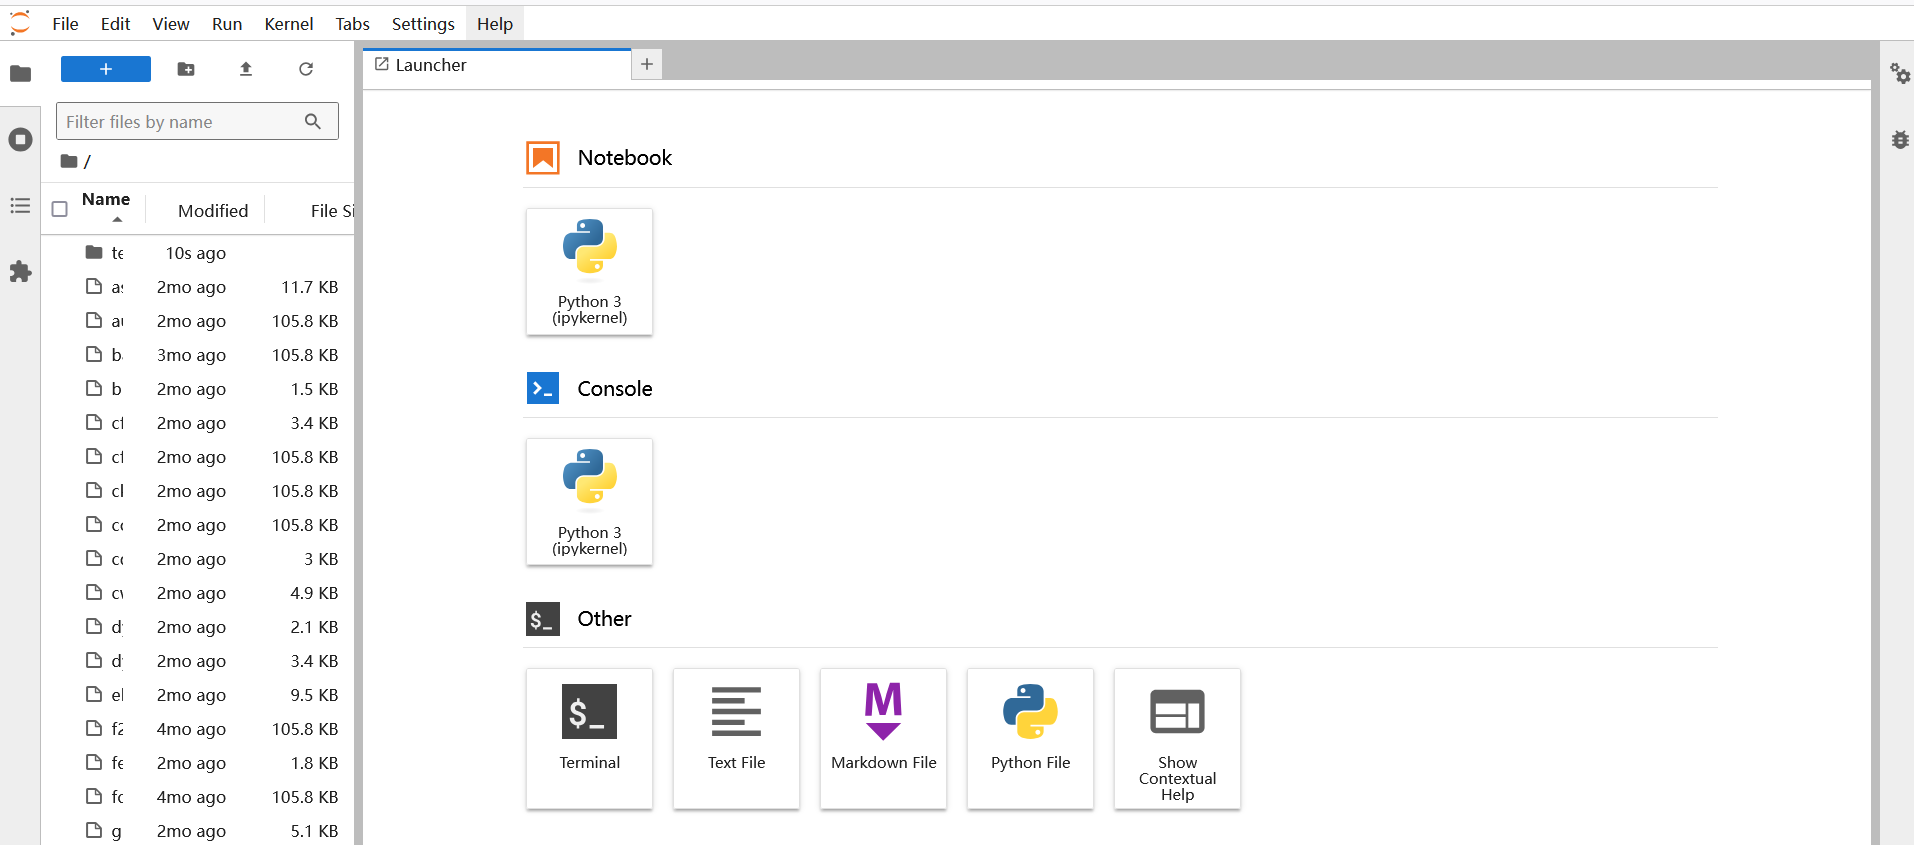 File Edit View Run Kernel Tabs Settings Help
Launcher
Filter files by name
/
Name Modified
File
10s ago
2mo ago 11.7 KB
2mo ago 105.8 KB
3mo ago 105.8 KB
b 2mo ago 1.5 KB
2mo ago 3.4 KB
2mo ago 105.8 KB
2mo ago 105.8 KB
2mo ago 105.8 KB
2mo ago 3 KB
2mo ago 4.9 KB
2mo ago 2.1 KB
2mo ago 3.4 KB
2mo ago 9.5 KB
4mo ago 105.8 KB
2mo ago 1.8 KB
4mo ago 105.8 KB
g 2mo ago 5.1 KB
Notebook
Python 3
(ipykernel)
Console
Python 3
(ipykernel)
$_ Other
$_
Terminal
Text File
M
Markdown File
Python File
Show
Contextual
Help